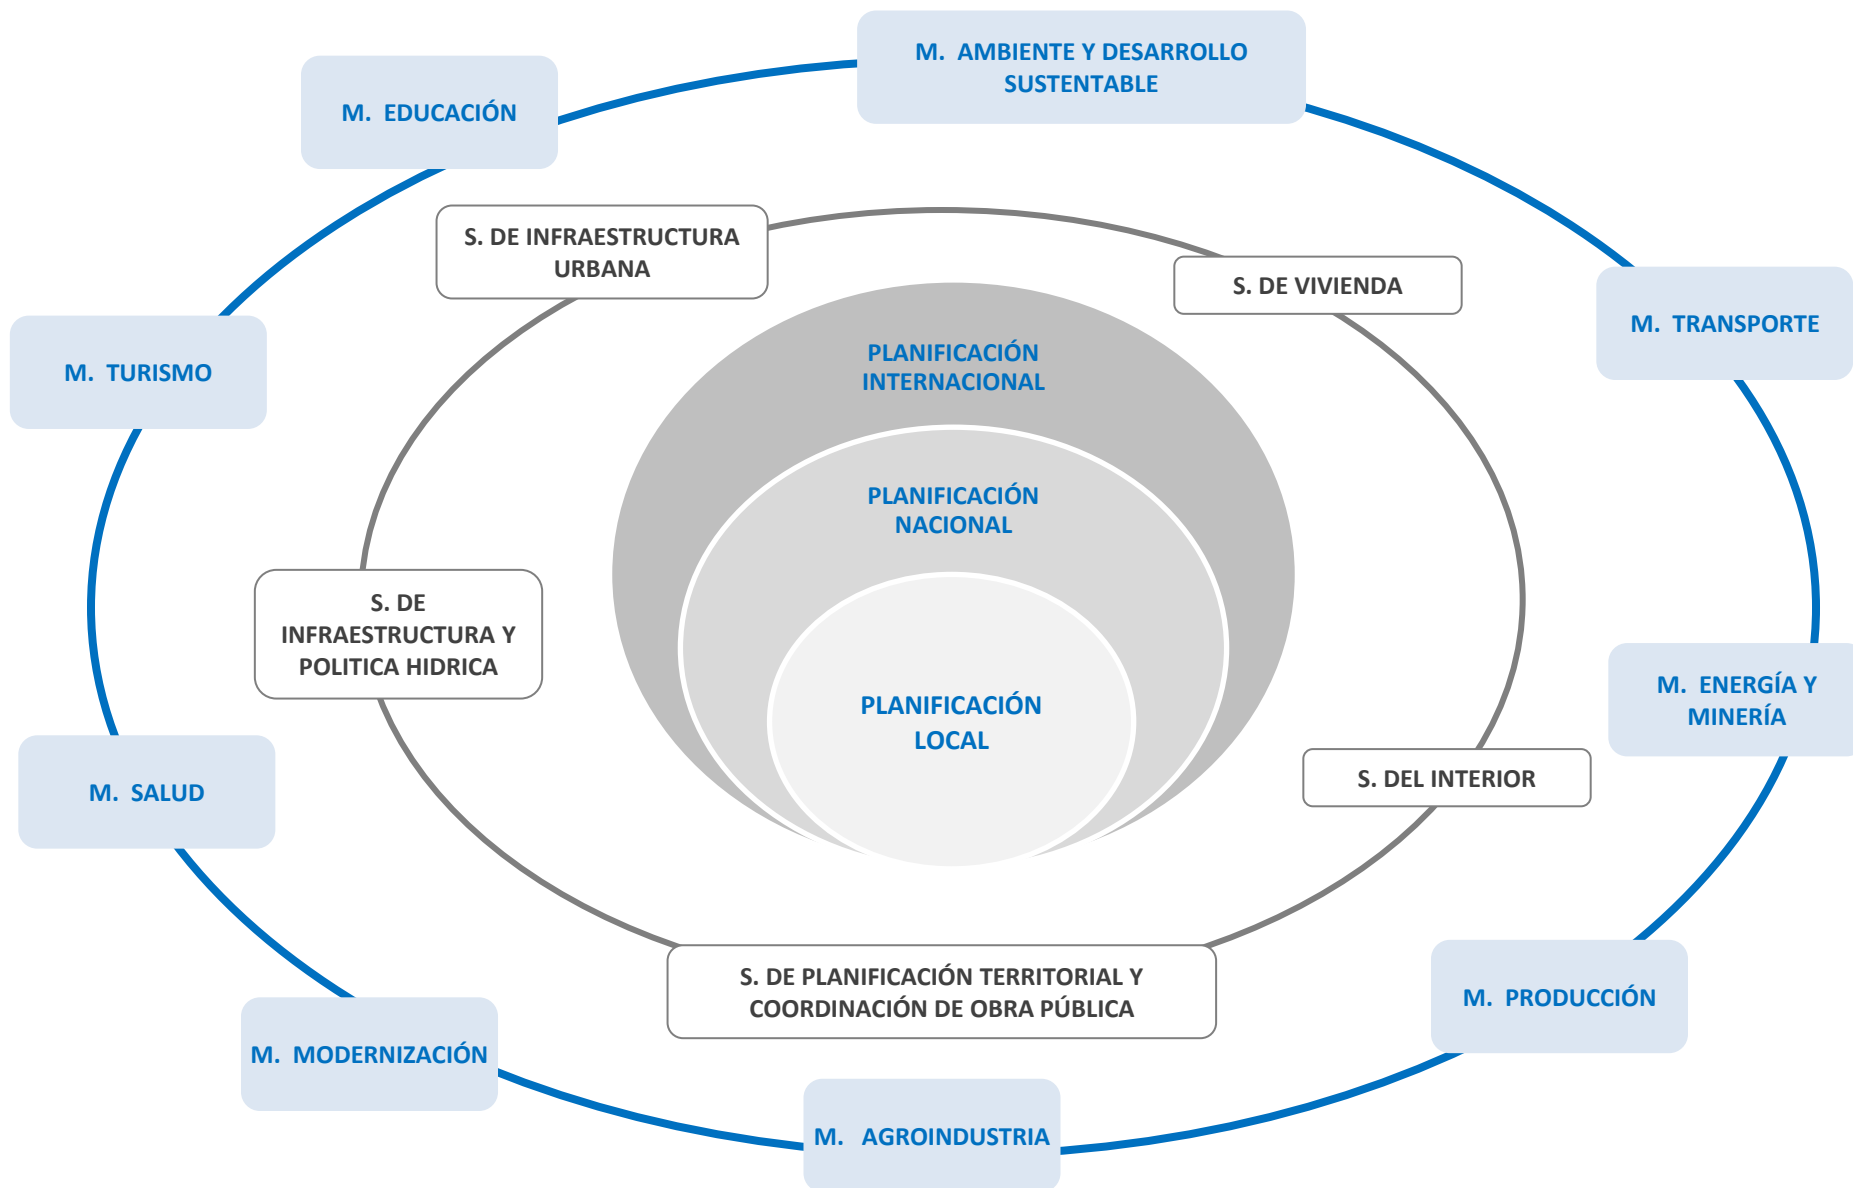 M. AMBIENTE Y DESARROLLO
SUSTENTABLE
M. EDUCACIÓN
S. DE INFRAESTRUCTURA
URBANA
S. DE VIVIENDA
M. TRANSPORTE
M. TURISMO
PLANIFICACIÓN
INTERNACIONAL
PLANIFICACIÓN
NACIONAL
S. DE
INFRAESTRUCTURA Y
POLITICA HIDRICA
PLANIFICACIÓN
LOCAL
M. ENERGÍA Y
MINERÍA
M. SALUD
S. DEL INTERIOR
S. DE PLANIFICACIÓN TERRITORIAL Y
COORDINACIÓN DE OBRA PÚBLICA
M. PRODUCCIÓN
M. MODERNIZACIÓN
M. AGROINDUSTRIA